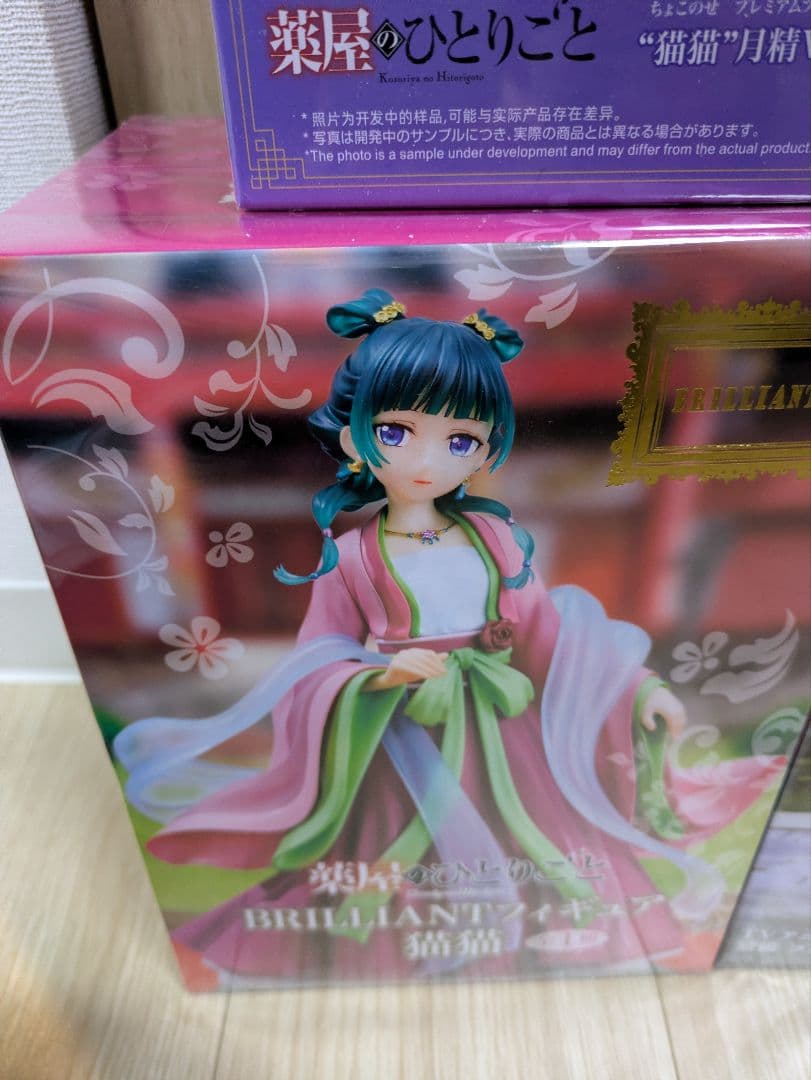 ちょこのせ プレミアムフ
薬屋のひとりごと
Kusuriya no Hitorigoto
“猫猫”月精V
* 照片为开发中的样品,可能与实际产品存在差异。
* 写真は開発中のサンプルにつき、実際の商品とは異なる場合があります。
*The photo is a sample under development and may differ from the actual product.
BRILLIANT
薬屋のひとりごと
BRILLIANTフィギュア
猫猫